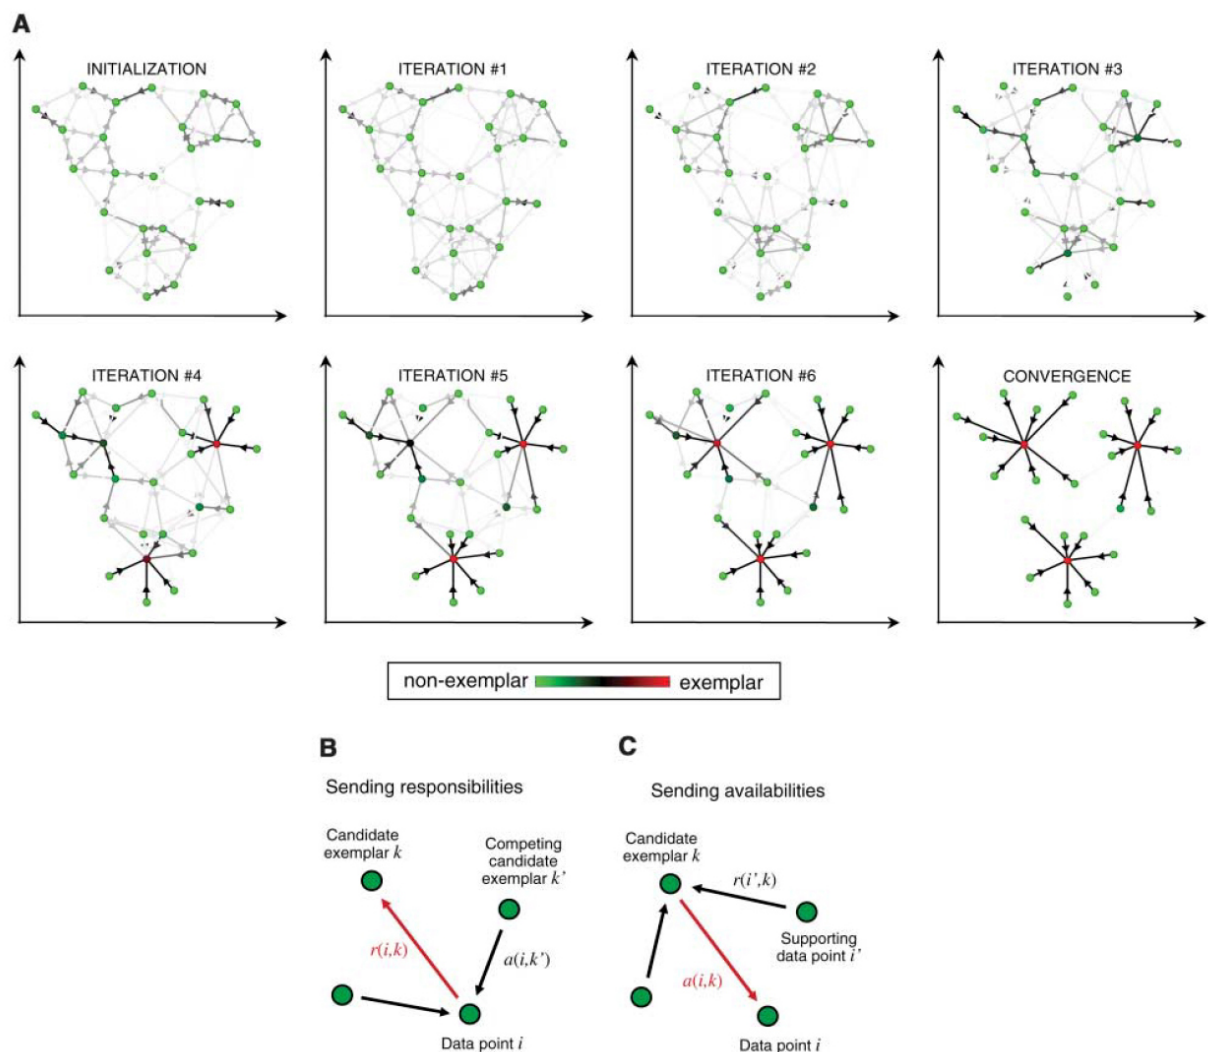 A
INITIALIZATION
ITERATION #1
ITERATION #2
ITERATION #3
ITERATION #4
ITERATION #5
ITERATION #6
CONVERGENCE
non-exemplar
exemplar
B
Sending responsibilities
Candidate
exemplar k
Competing
candidate
exemplar k’
r(i,k)
a(i,k’)
Data point i
C
Sending availabilities
Candidate
exemplar k
r(i’,k)
Supporting
data point i’
a(i,k)
Data point i